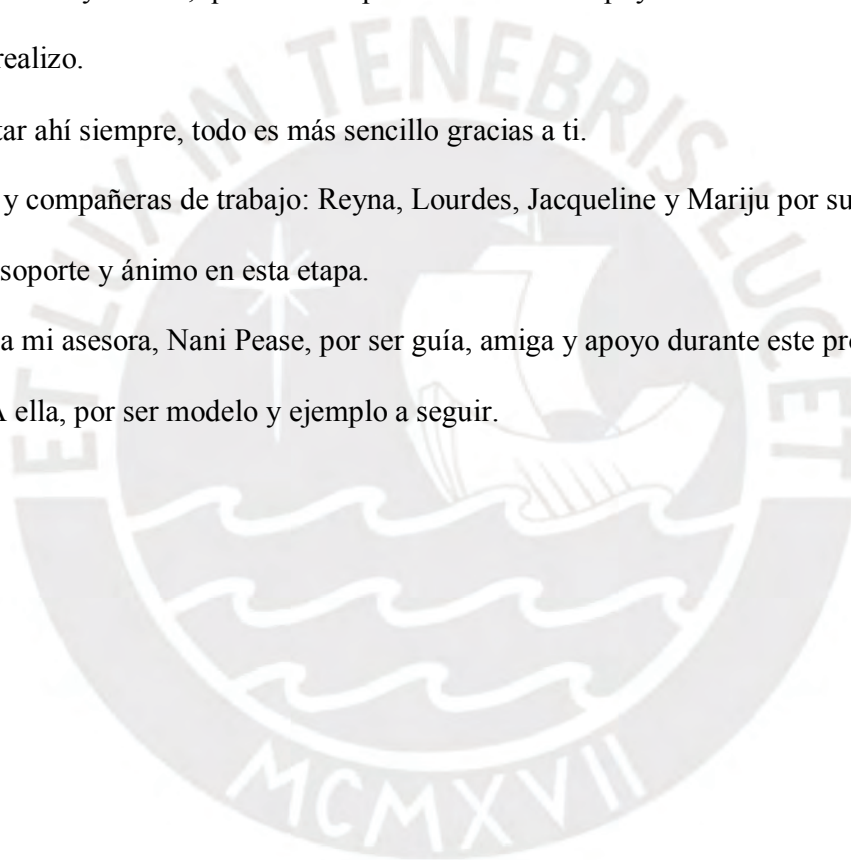 realizo.
tar ahí siempre, todo es más sencillo gracias a ti.
y compañeras de trabajo: Reyna, Lourdes, Jacqueline y Mariju por su
soporte y ánimo en esta etapa.
a mi asesora, Nani Pease, por ser guía, amiga y apoyo durante este pr
A ella, por ser modelo y ejemplo a seguir.
ET LUX IN TENEBRIS LUCET
MCMXVII